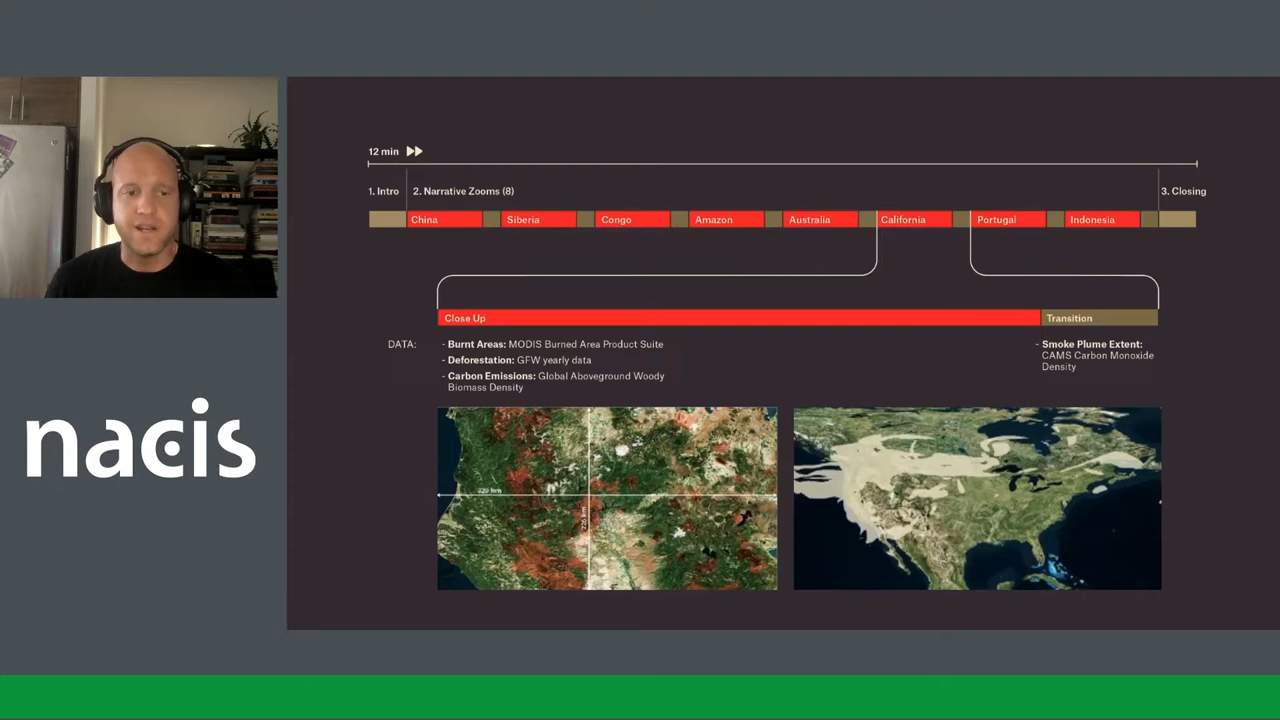 12 min
1. Intro
2. Narrative Zooms (8)
3. Closing
China
Siberia
Congo
Amazon
Australia
California
Portugal
Indonesia
Close Up
Transition
DATA:
- Burnt Areas: MODIS Burned Area Product Suite
- Deforestation: GFW yearly data
- Carbon Emissions: Global Aboveground Woody
Biomass Density
- Smoke Plume Extent:
CAMS Carbon Monoxide
Density
nacis